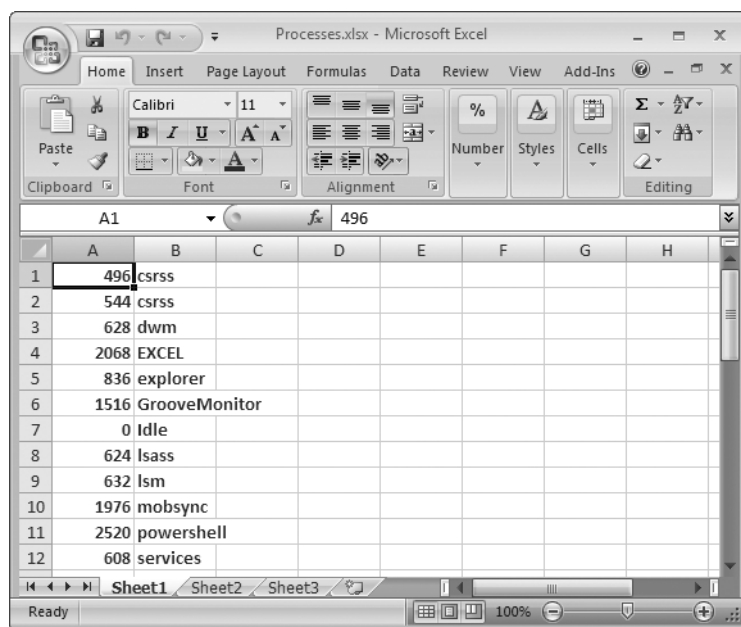 Processes.xlsx - Microsoft Excel
Home Insert Page Layout Formulas Data Review View Add-Ins
Calibri 11
Paste
B I U A A
A
% Number
A Styles
Cells
Σ A Z
Clipboard Font Alignment Editing
A1 fx 496
A B C D E F G H
1 496 csrss
2 544 csrss
3 628 dwm
4 2068 EXCEL
5 836 explorer
6 1516 GrooveMonitor
7 0 Idle
8 624 lsass
9 632 lsm
10 1976 mobsync
11 2520 powershell
12 608 services
Sheet1 Sheet2 Sheet3
Ready 100%